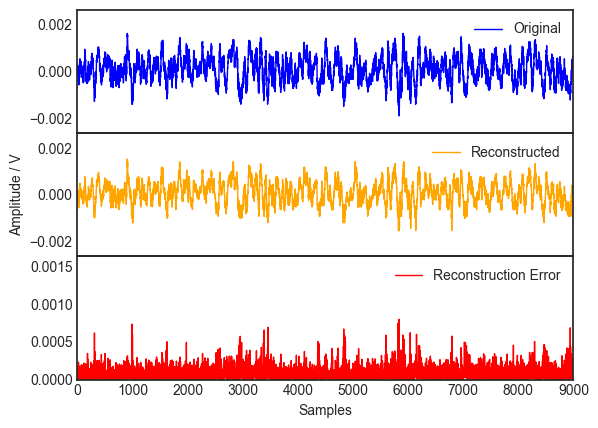 0.002
Original
0.000
−0.002
0.002
Reconstructed
0.000
−0.002
Amplitude / V
0.0015
Reconstruction Error
0.0010
0.0005
0.0000
0 1000 2000 3000 4000 5000 6000 7000 8000 9000
Samples